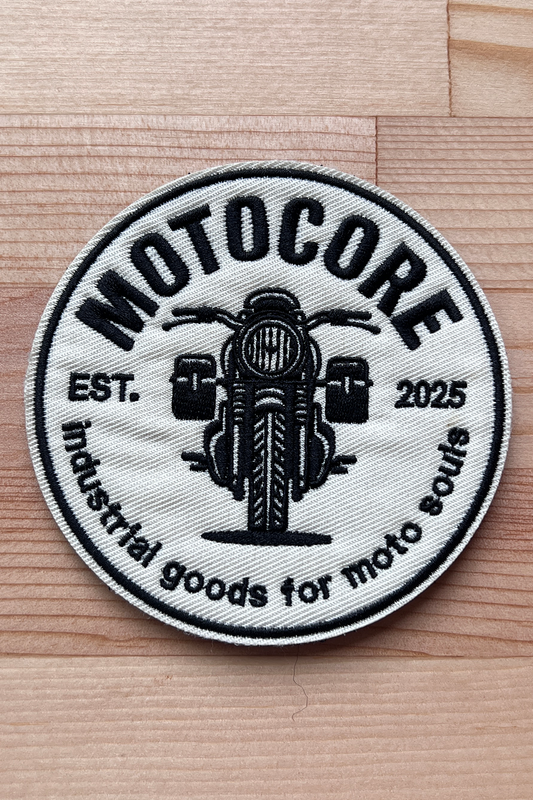 MOTOCORE
EST. 2025
industrial goods for moto souls